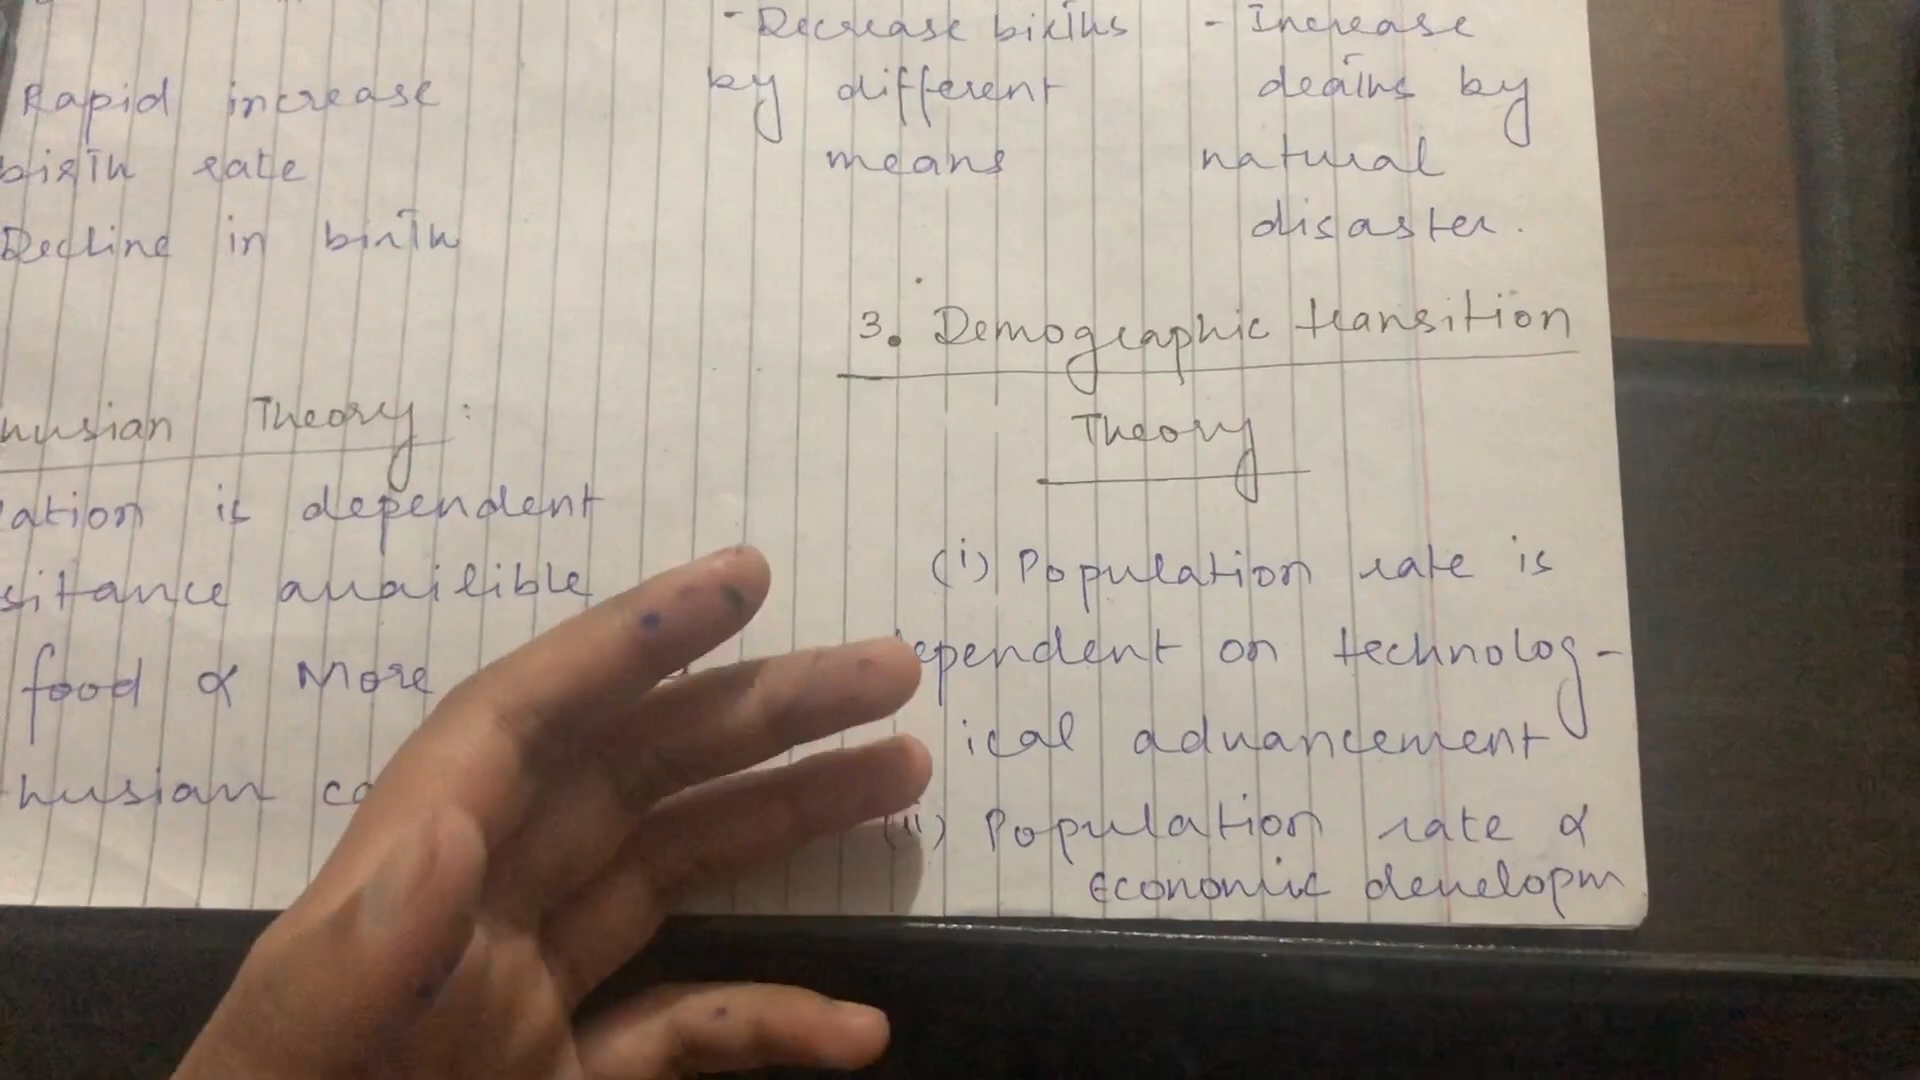 Rapid increase
birth rate
Decline in birth
Theory :
is dependent
availible
food ∝ More
- Decrease births
by different
means
- Increase
deaths by
natural
disaster.
3. Demographic transition
Theory
(i) Population rate is
on technolog-
ical advancement
(ii) Population rate ∝
Economic developm